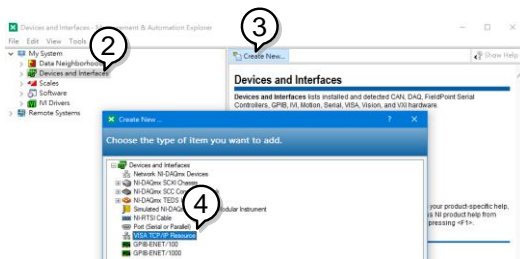 Devices and Interfaces - Management & Automation Explorer
File Edit View Tools
2
3
My System
Data Neighborhood
Devices and Interfaces
Scales
Software
IVI Drivers
Remote Systems
Create New...
Show Help
Devices and Interfaces
Devices and Interfaces lists installed and detected CAN, DAQ, FieldPoint Serial
Controllers, GPIB, IVI, Motion, Serial, VISA, Vision, and VXI hardware
Create New ...
Choose the type of item you want to add.
Devices and Interfaces
Network NI-DAQmx Devices
NI-DAQmx SCXI Chassis
NI-DAQmx SCC
NI-DAQmx TEDS
Simulated NI-DAQ dular Instrument
NI-RTSI Cable
Port (Serial or Parallel)
4
VISA TCP/IP Resource
GPIB-ENET/100
GPIB-ENET/1000
your product-specific help,
s NI product help from
pressing <F1>.